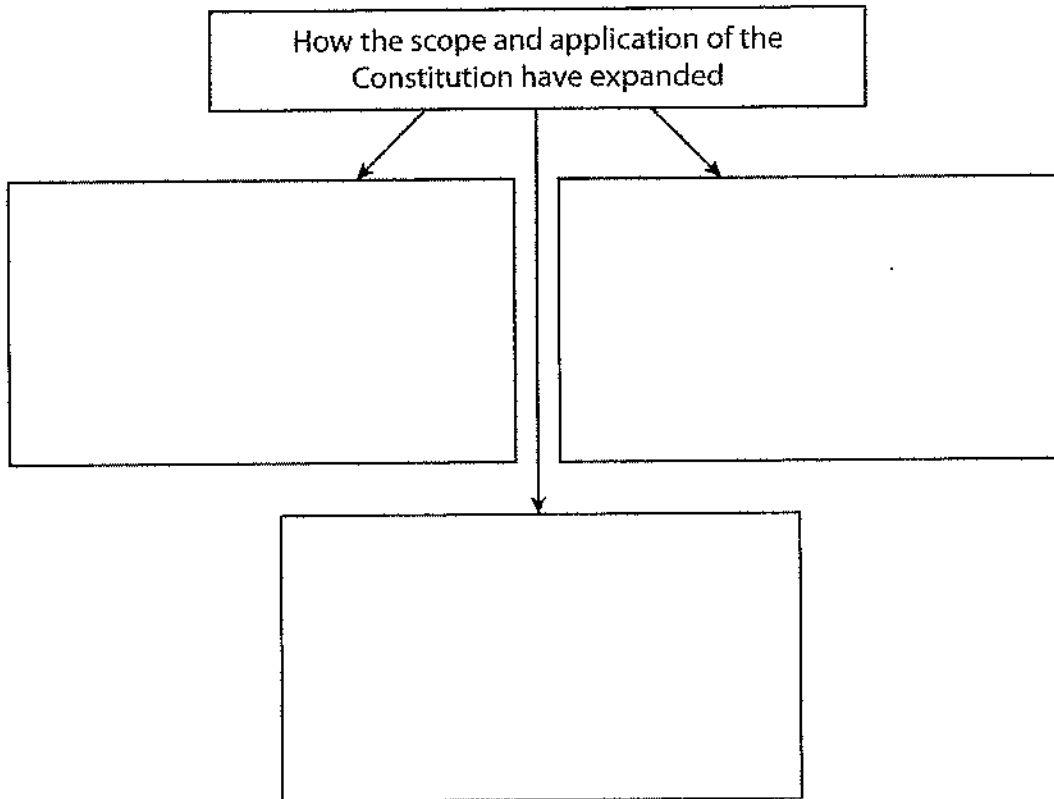 How the scope and application of the
Constitution have expanded